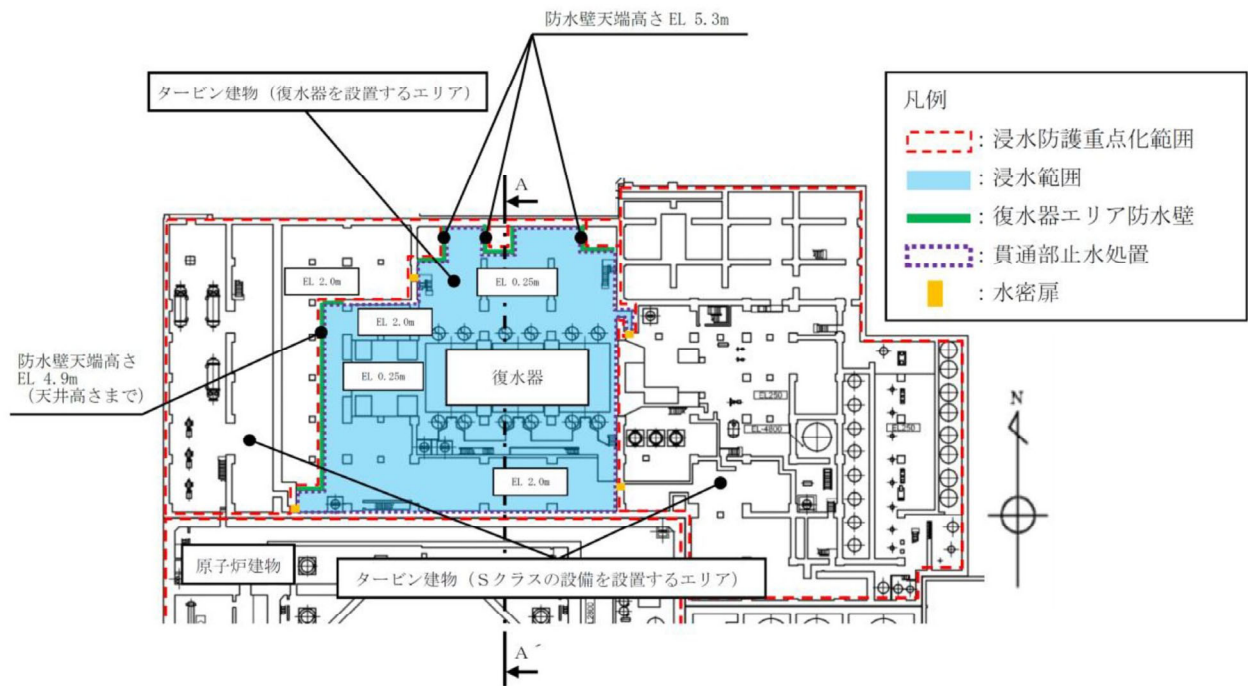 防水壁天端高さ EL 5.3m
タービン建物（復水器を設置するエリア）
凡例
：浸水防護重点化範囲
：浸水範囲
：復水器エリア防水壁
：貫通部止水処置
：水密扉
A
EL 2.0m
EL 0.25m
EL 2.0m
防水壁天端高さ
EL 4.9m
（天井高さまで）
EL 0.25m
復水器
N
EL250
EL-4800
EL250
EL 2.0m
原子炉建物
タービン建物（Ｓクラスの設備を設置するエリア）
A´